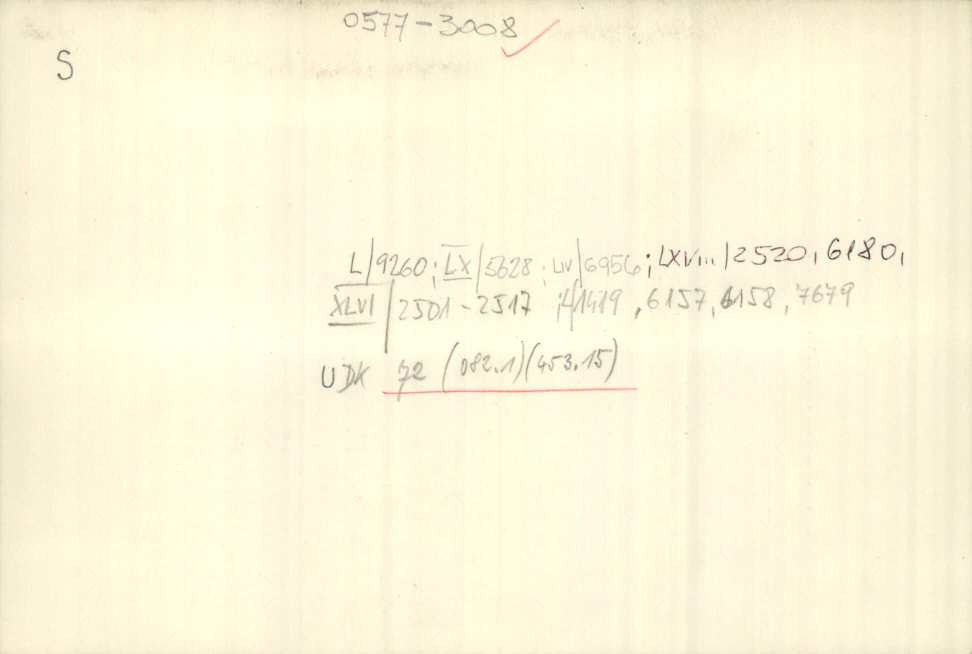 0577-3008
S
L/9260; LX/5628; LIV/6956; LXVIII/2520, 6180,
XLVI/2501-2517; /1419, 6157, 6158, 7679
UDK 72 (082.1)(453.15)